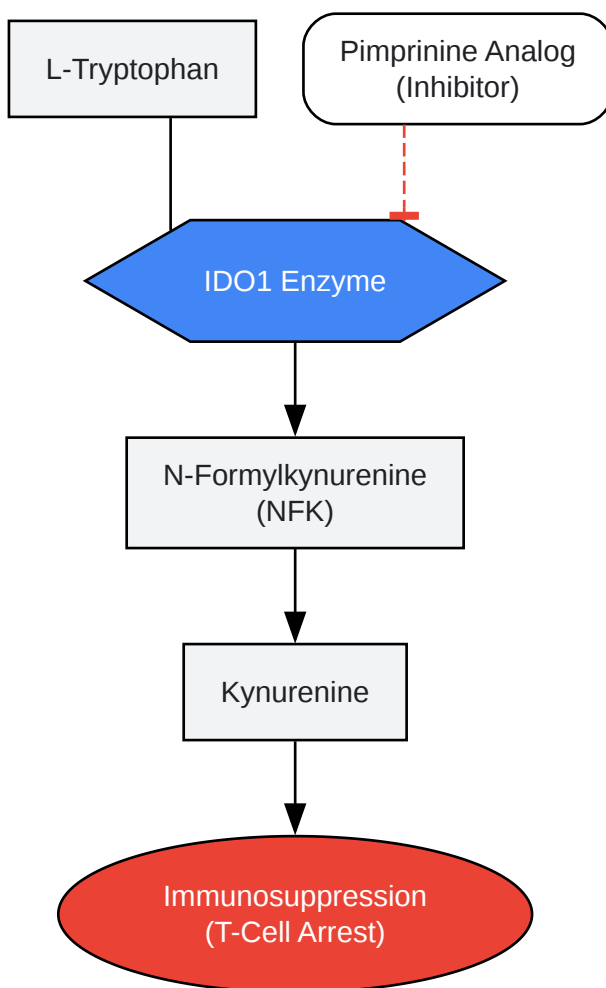 L-Tryptophan
Pimprinine Analog
(Inhibitor)
IDO1 Enzyme
N-Formylkynurenine
(NFK)
Kynurenine
Immunosuppression
(T-Cell Arrest)